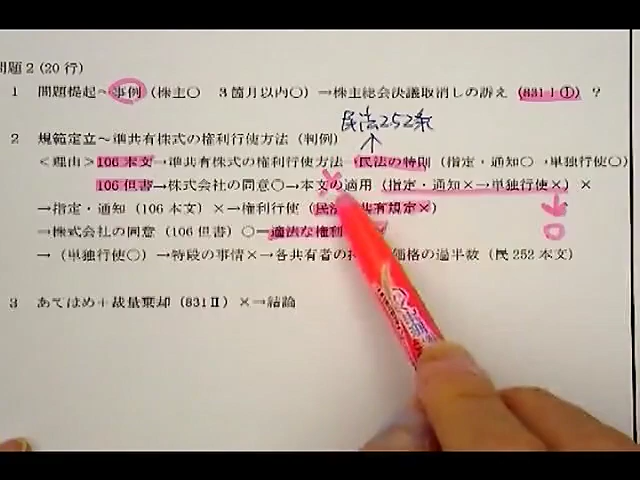 問題2(20行)
1 問題提起~事例(株主○ 3箇月以内○)→株主総会決議取消しの訴え(831Ⅰ①)?
民法252条
2 規範定立~準共有株式の権利行使方法(判例)
<理由>106本文→準共有株式の権利行使方法→民法の特則(指定・通知○→単独行使○)
106但書→株式会社の同意○→本文の適用(指定・通知×→単独行使×)×
→指定・通知(106本文)×→権利行使(民法 共有規定×)
→株式会社の同意(106但書)○→適法な権利
→(単独行使○)→特段の事情×→各共有者の 価格の過半数(民252本文)
3 あてはめ+裁量棄却(831Ⅱ)×→結論